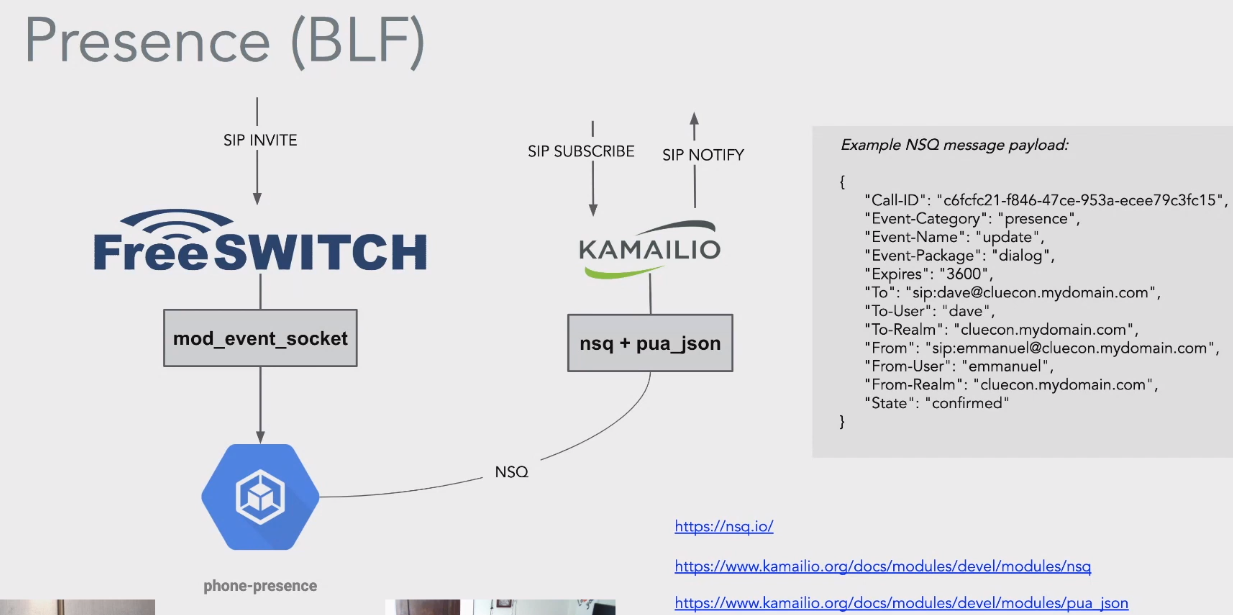 Presence (BLF)
SIP INVITE
SIP SUBSCRIBE
SIP NOTIFY
FreeSWITCH
KAMAILIO
mod_event_socket
nsq + pua_json
NSQ
phone-presence
Example NSQ message payload:
{
"Call-ID": "c6fcfc21-f846-47ce-953a-ecee79c3fc15",
"Event-Category": "presence",
"Event-Name": "update",
"Event-Package": "dialog",
"Expires": "3600",
"To": "sip:dave@cluecon.mydomain.com",
"To-User": "dave",
"To-Realm": "cluecon.mydomain.com",
"From": "sip:emmanuel@cluecon.mydomain.com",
"From-User": "emmanuel",
"From-Realm": "cluecon.mydomain.com",
"State": "confirmed"
}
https://nsq.io/
https://www.kamailio.org/docs/modules/devel/modules/nsq
https://www.kamailio.org/docs/modules/devel/modules/pua_json